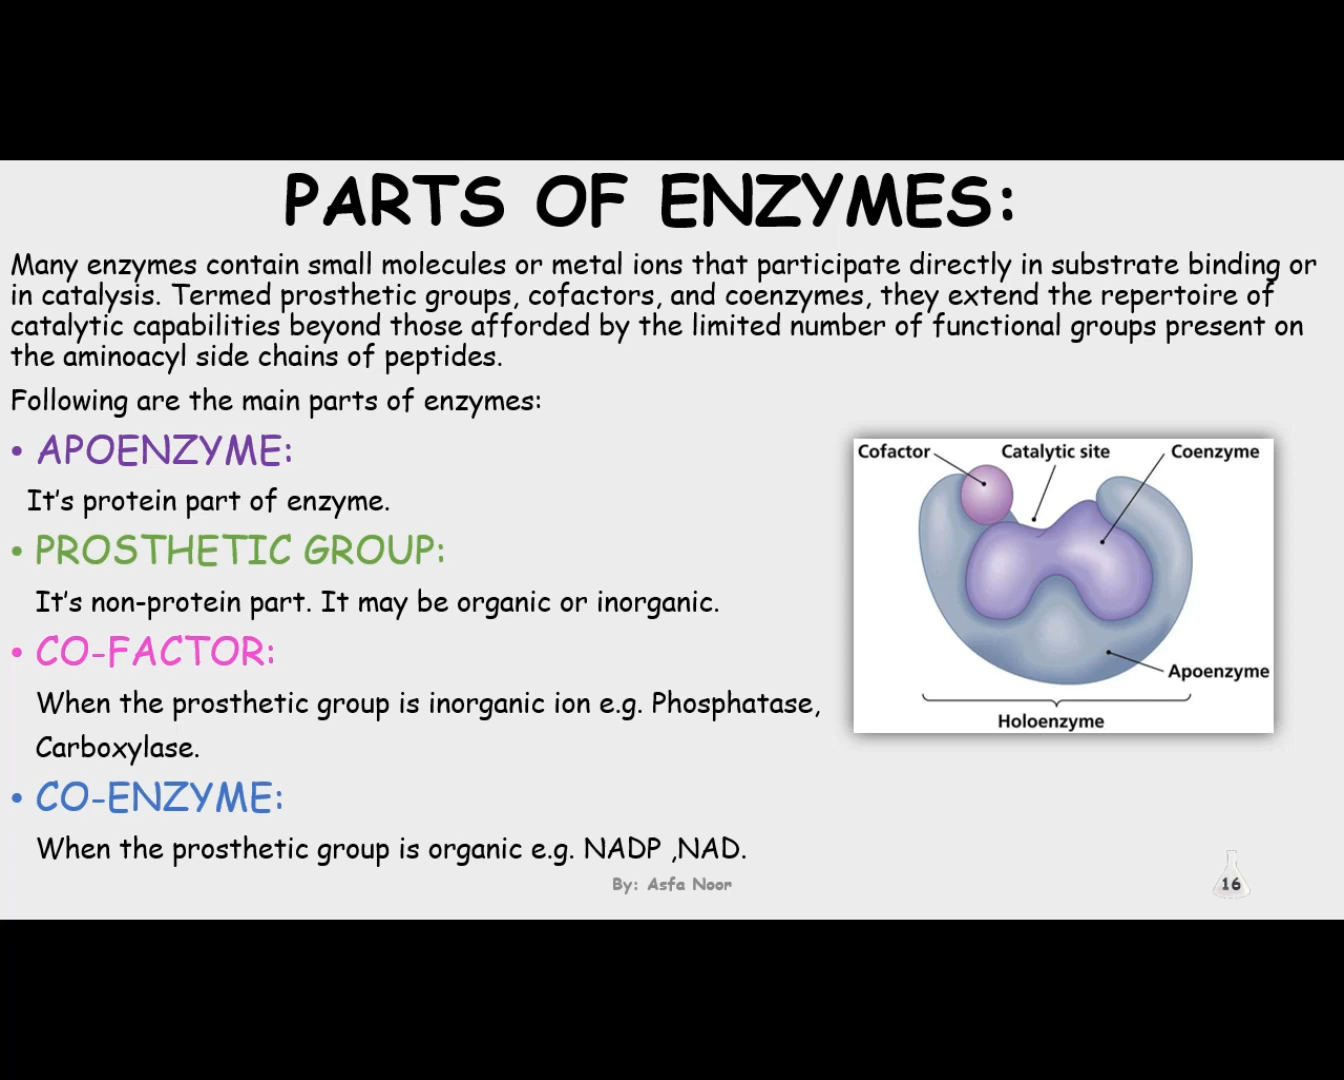 PARTS OF ENZYMES:
Many enzymes contain small molecules or metal ions that participate directly in substrate binding or
in catalysis. Termed prosthetic groups, cofactors, and coenzymes, they extend the repertoire of
catalytic capabilities beyond those afforded by the limited number of functional groups present on
the aminoacyl side chains of peptides.
Following are the main parts of enzymes:
• APOENZYME:
It's protein part of enzyme.
• PROSTHETIC GROUP:
It's non-protein part. It may be organic or inorganic.
• CO-FACTOR:
When the prosthetic group is inorganic ion e.g. Phosphatase,
Carboxylase.
• CO-ENZYME:
When the prosthetic group is organic e.g. NADP ,NAD.
Cofactor
Catalytic site
Coenzyme
Apoenzyme
Holoenzyme
By: Asfa Noor
16